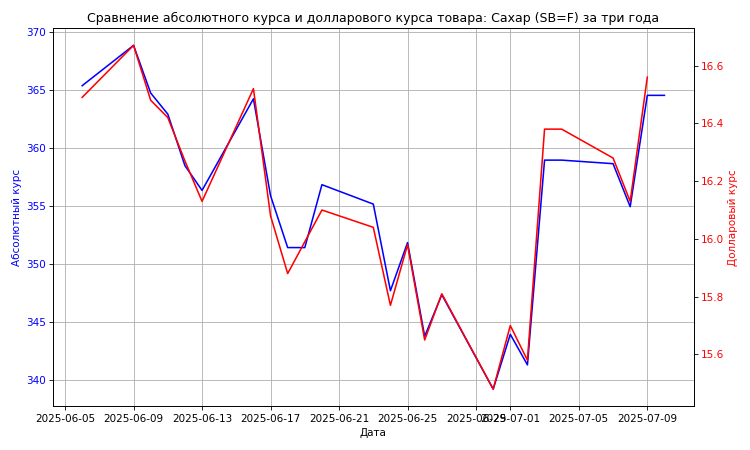 Сравнение абсолютного курса и долларового курса товара: Сахар (SB=F) за три года
370
365
360
355
350
345
340
Абсолютный курс
16.6
16.4
16.2
16.0
15.8
15.6
Долларовый курс
2025-06-05 2025-06-09 2025-06-13 2025-06-17 2025-06-21 2025-06-25 2025-06-29 2025-07-01 2025-07-05 2025-07-09
Дата